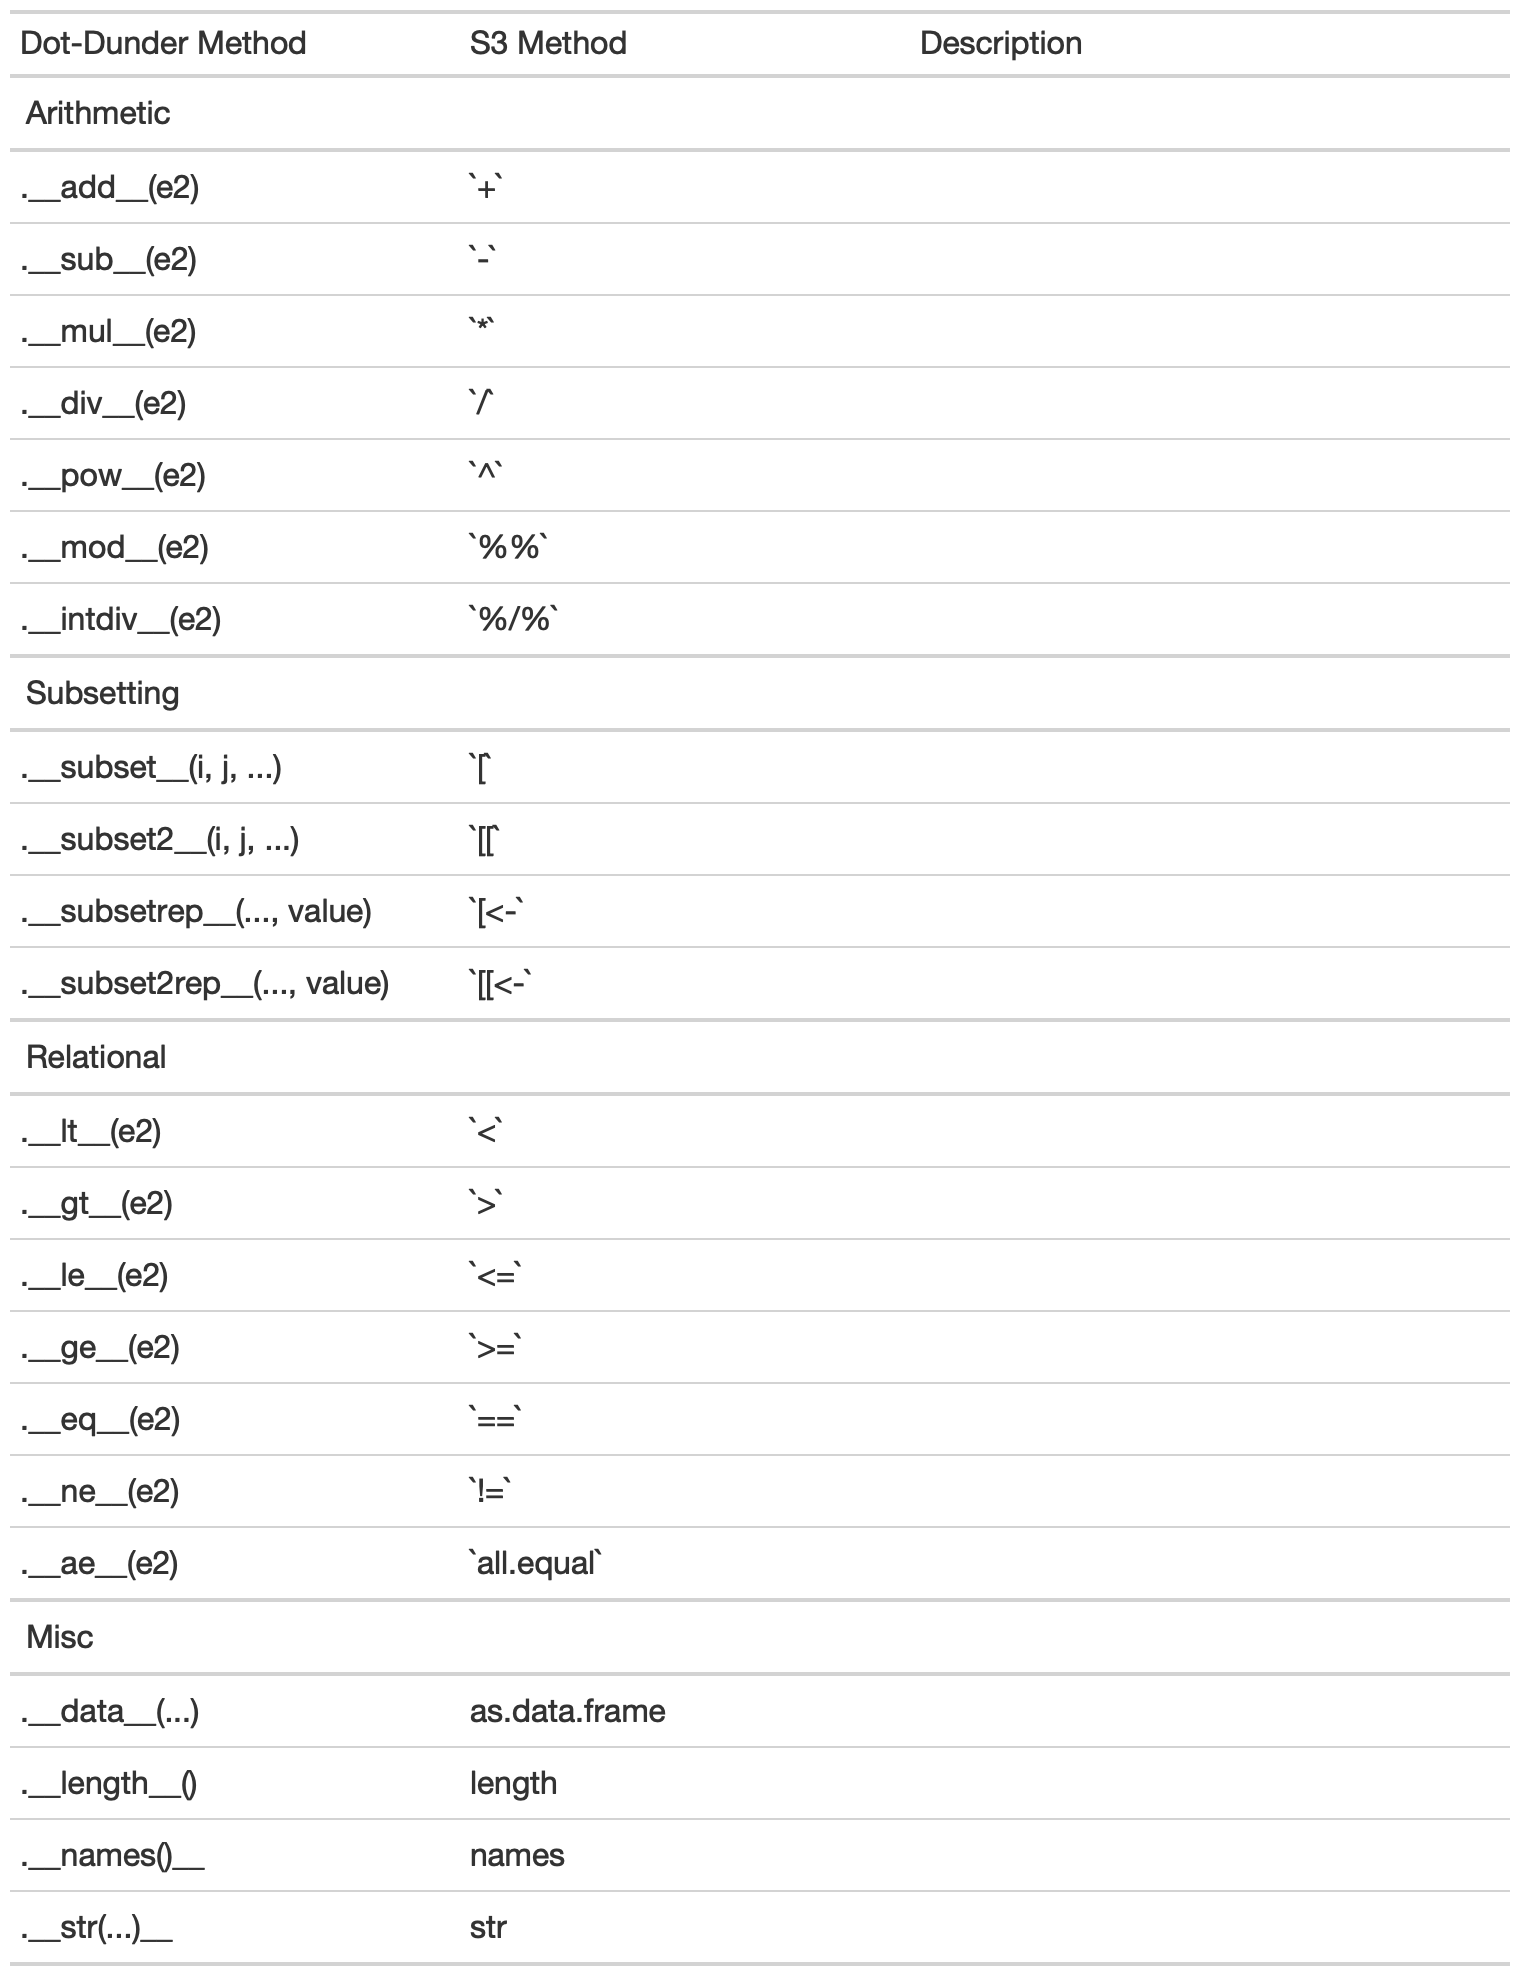 Dot-Dunder Method S3 Method Description
Arithmetic
.__add__(e2) `+`
.__sub__(e2) `-`
.__mul__(e2) `*`
.__div__(e2) `/`
.__pow__(e2) `^`
.__mod__(e2) `%%`
.__intdiv__(e2) `%/%`
Subsetting
.__subset__(i, j, ...) `[`
.__subset2__(i, j, ...) `[[`
.__subsetrep__(..., value) `[<-`
.__subset2rep__(..., value) `[[<-`
Relational
.__lt__(e2) `<`
.__gt__(e2) `>`
.__le__(e2) `<=`
.__ge__(e2) `>=`
.__eq__(e2) `==`
.__ne__(e2) `!=`
.__ae__(e2) `all.equal`
Misc
.__data__(...) as.data.frame
.__length__() length
.__names()__ names
.__str(...)__ str